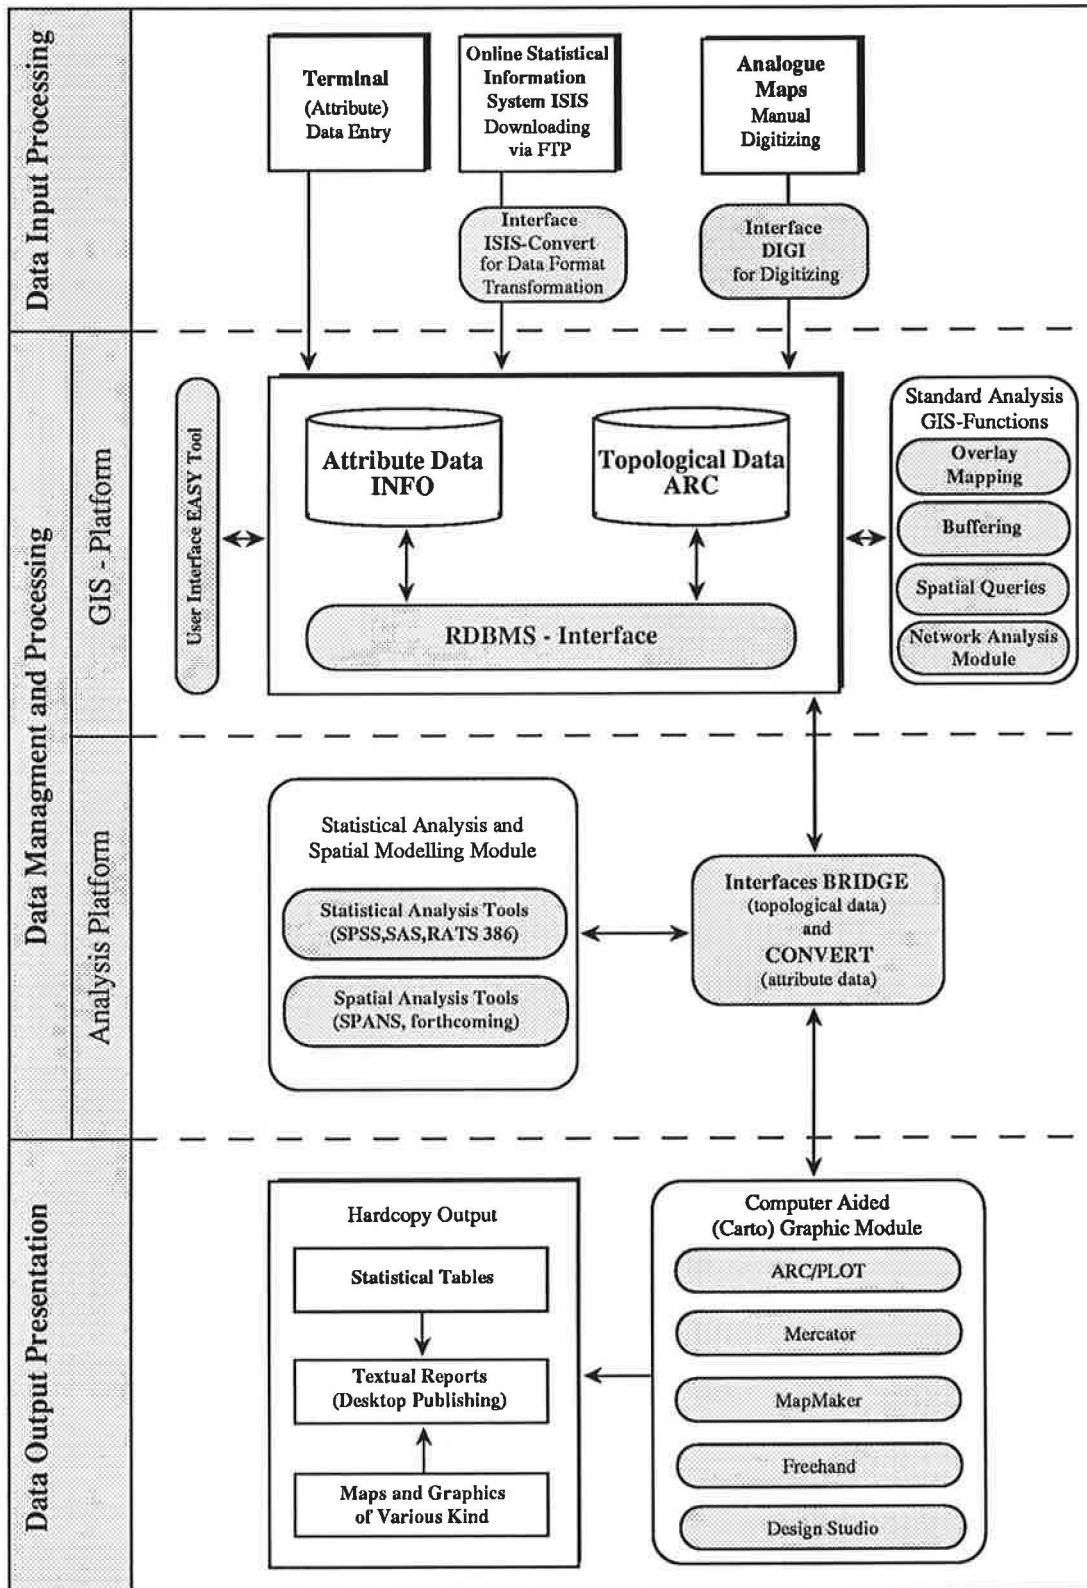 Data Input Processing
Terminal
(Attribute)
Data Entry
Online Statistical
Information
System ISIS
Downloading
via FTP
Analogue
Maps
Manual
Digitizing
Interface
ISIS-Convert
for Data Format
Transformation
Interface
DIGI
for Digitizing
Data Managment and Processing
GIS - Platform
User Interface EASY Tool
Attribute Data
INFO
Topological Data
ARC
RDBMS - Interface
Standard Analysis
GIS-Functions
Overlay
Mapping
Buffering
Spatial Queries
Network Analysis
Module
Analysis Platform
Statistical Analysis and
Spatial Modelling Module
Statistical Analysis Tools
(SPSS,SAS,RATS 386)
Spatial Analysis Tools
(SPANS, forthcoming)
Interfaces BRIDGE
(topological data)
and
CONVERT
(attribute data)
Data Output Presentation
Hardcopy Output
Statistical Tables
Textual Reports
(Desktop Publishing)
Maps and Graphics
of Various Kind
Computer Aided
(Carto) Graphic Module
ARC/PLOT
Mercator
MapMaker
Freehand
Design Studio